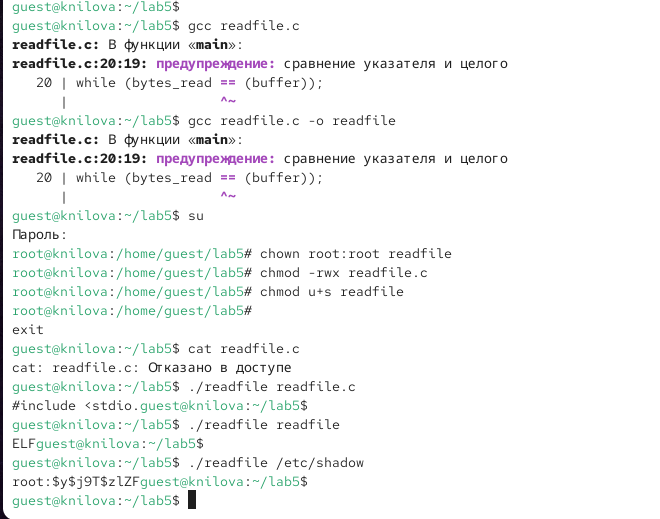 guest@knilova:~/lab5$
guest@knilova:~/lab5$ gcc readfile.c
readfile.c: В функции «main»:
readfile.c:20:19: предупреждение: сравнение указателя и целого
   20 | while (bytes_read == (buffer));
      |                   ^~
guest@knilova:~/lab5$ gcc readfile.c -o readfile
readfile.c: В функции «main»:
readfile.c:20:19: предупреждение: сравнение указателя и целого
   20 | while (bytes_read == (buffer));
      |                   ^~
guest@knilova:~/lab5$ su
Пароль:
root@knilova:/home/guest/lab5# chown root:root readfile
root@knilova:/home/guest/lab5# chmod -rwx readfile.c
root@knilova:/home/guest/lab5# chmod u+s readfile
root@knilova:/home/guest/lab5#
exit
guest@knilova:~/lab5$ cat readfile.c
cat: readfile.c: Отказано в доступе
guest@knilova:~/lab5$ ./readfile readfile.c
#include <stdio.guest@knilova:~/lab5$
guest@knilova:~/lab5$ ./readfile readfile
ELFguest@knilova:~/lab5$
guest@knilova:~/lab5$ ./readfile /etc/shadow
root:$y$j9T$zlZFguest@knilova:~/lab5$
guest@knilova:~/lab5$